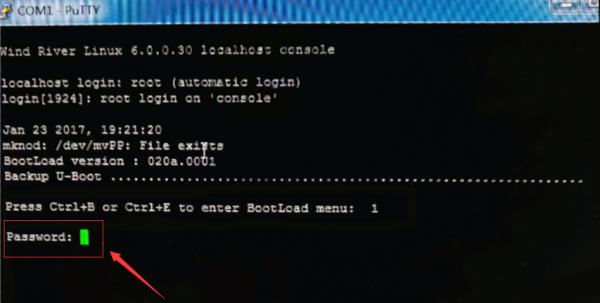 COM1 - PuTTY
Wind River Linux 6.0.0.30 localhost console
localhost login: root (automatic login)
login[1924]: root login on 'console'
Jan 23 2017, 19:21:20
mknod: /dev/mvPP: File exists
BootLoad version : 020a.0001
Backup U-Boot ................................................................
Press Ctrl+B or Ctrl+E to enter BootLoad menu:  1
Password: